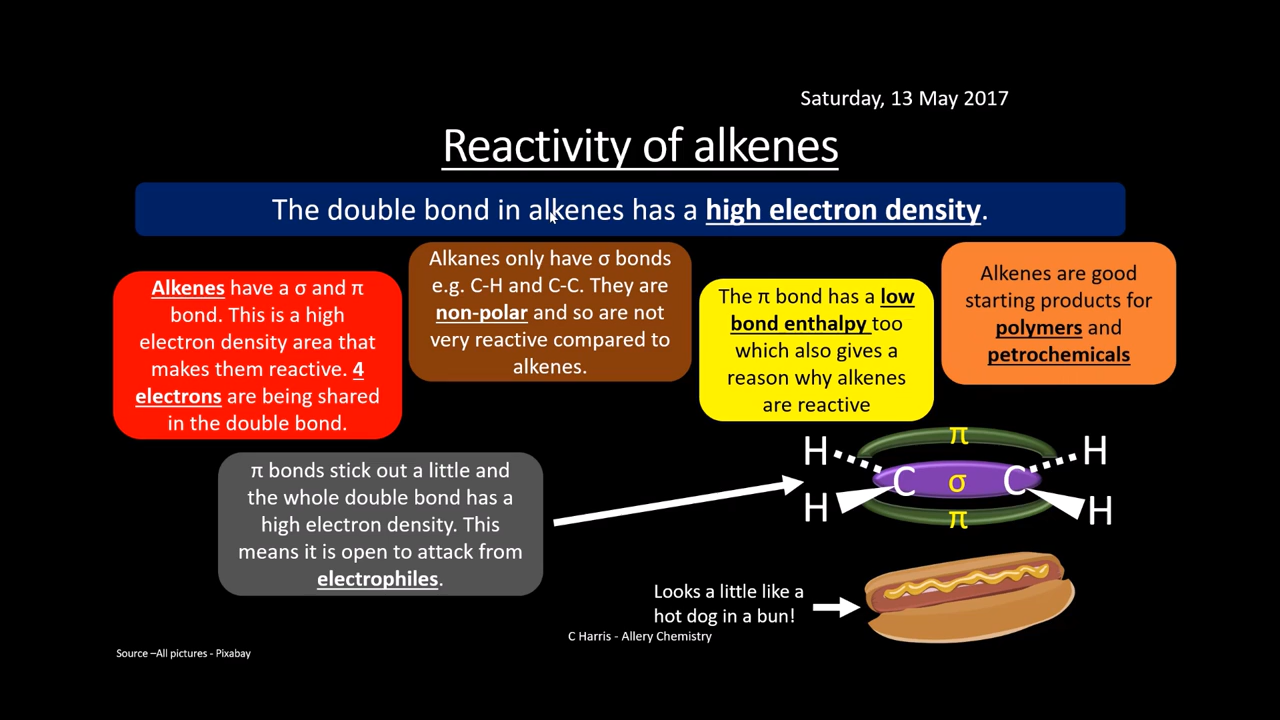 Saturday, 13 May 2017
Reactivity of alkenes
The double bond in alkenes has a high electron density.
Alkenes have a σ and π
bond. This is a high
electron density area that
makes them reactive. 4
electrons are being shared
in the double bond.
Alkanes only have σ bonds
e.g. C-H and C-C. They are
non-polar and so are not
very reactive compared to
alkenes.
The π bond has a low
bond enthalpy too
which also gives a
reason why alkenes
are reactive
Alkenes are good
starting products for
polymers and
petrochemicals
π bonds stick out a little and
the whole double bond has a
high electron density. This
means it is open to attack from
electrophiles.
π
H H
C σ C
H H
π
Looks a little like a
hot dog in a bun!
C Harris - Allery Chemistry
Source –All pictures - Pixabay